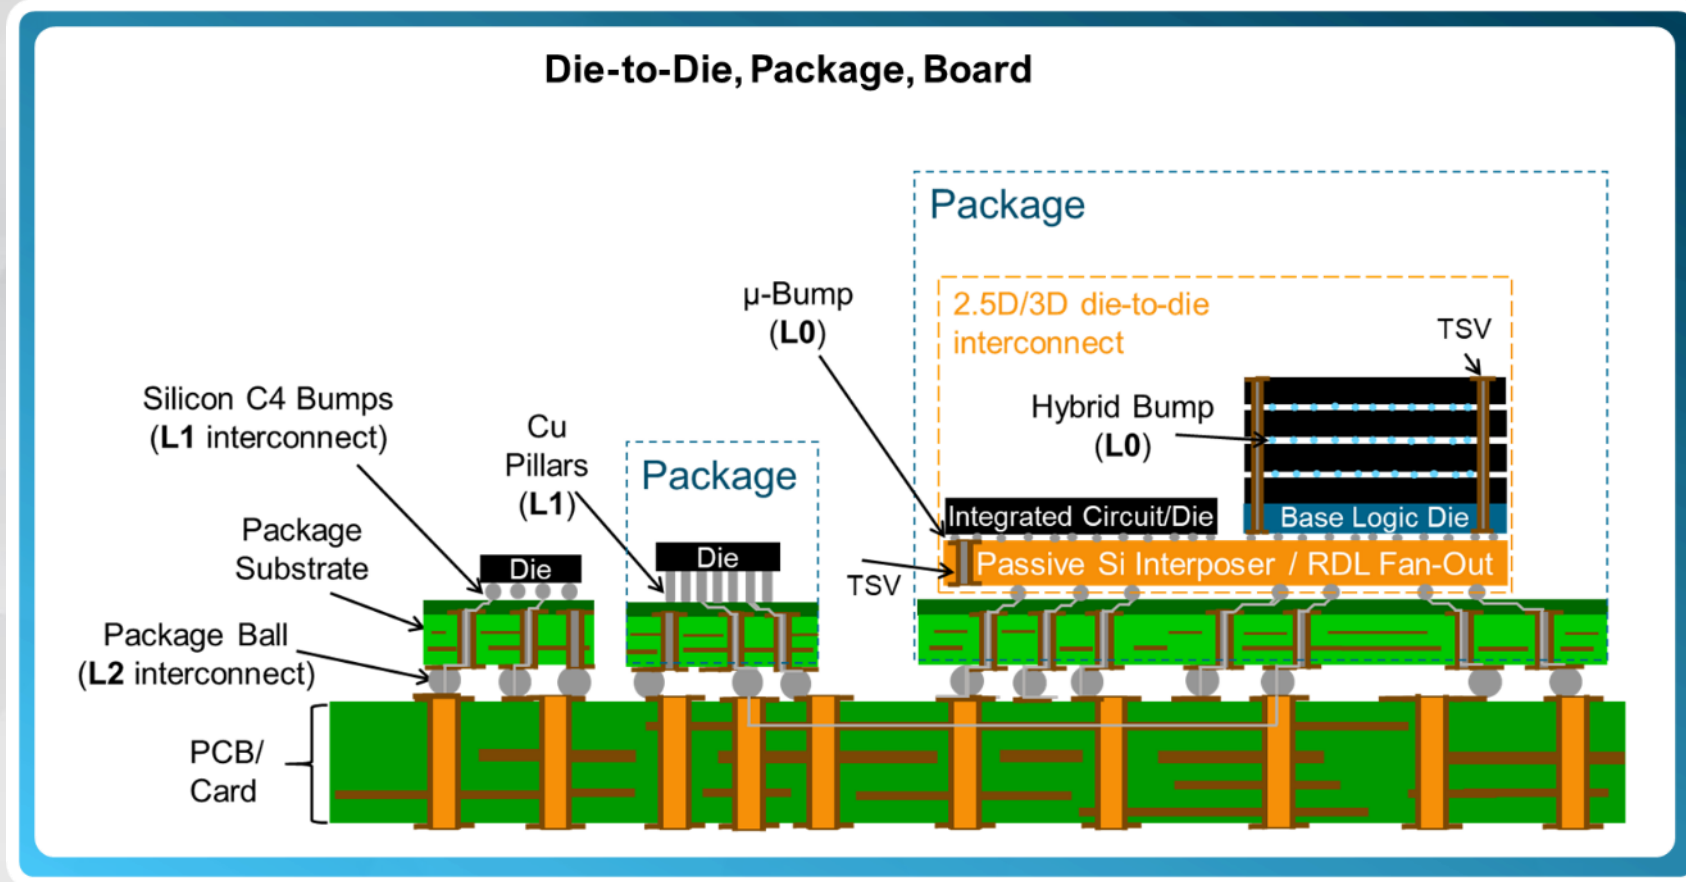 Die-to-Die, Package, Board
Package
2.5D/3D die-to-die
interconnect
TSV
µ-Bump
(L0)
Hybrid Bump
(L0)
Silicon C4 Bumps
(L1 interconnect)
Cu
Pillars
(L1)
Package
Package
Substrate
Die
Die
Integrated Circuit/Die
Base Logic Die
Passive Si Interposer / RDL Fan-Out
TSV
Package Ball
(L2 interconnect)
PCB/
Card